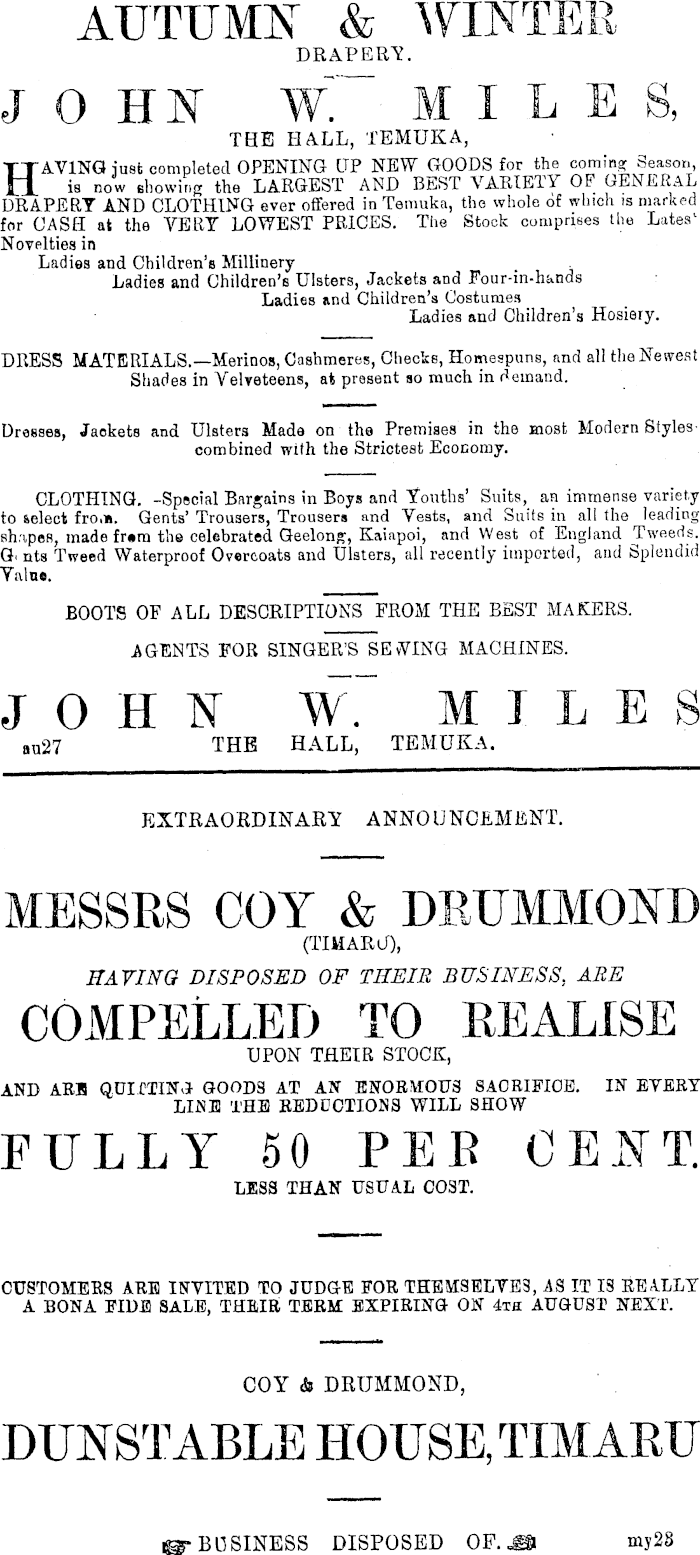 AUTUMN & WINTER
DRAPERY.
JOHN W. MILES,
THE HALL, TEMUKA,
HAVING just completed OPENING UP NEW GOODS for the coming Season,
is now showing the LARGEST AND BEST VARIETY OF GENERAL
DRAPERY AND CLOTHING ever offered in Temuka, the whole of which is marked
for CASH at the VERY LOWEST PRICES. The Stock comprises the Lates'
Novelties in
Ladies and Children's Millinery
Ladies and Children's Ulsters, Jackets and Four-in-hands
Ladies and Children's Costumes
Ladies and Children's Hosiery.
DRESS MATERIALS.—Merinos, Cashmeres, Checks, Homespuns, and all the Newest
Shades in Velveteens, at present so much in demand.
Dresses, Jackets and Ulsters Made on the Premises in the most Modern Styles
combined with the Strictest Economy.
CLOTHING. -Special Bargains in Boys and Youths' Suits, an immense variety
to select from. Gents' Trousers, Trousers and Vests, and Suits in all the leading
shapes, made from the celebrated Geelong, Kaiapoi, and West of England Tweeds.
Gents Tweed Waterproof Overcoats and Ulsters, all recently imported, and Splendid
Value.
BOOTS OF ALL DESCRIPTIONS FROM THE BEST MAKERS.
AGENTS FOR SINGER'S SEWING MACHINES.
JOHN W. MILES
au27 THE HALL, TEMUKA.
EXTRAORDINARY ANNOUNCEMENT.
MESSRS COY & DRUMMOND
(TIMARU),
HAVING DISPOSED OF THEIR BUSINESS, ARE
COMPELLED TO REALISE
UPON THEIR STOCK,
AND ARE QUITTING GOODS AT AN ENORMOUS SACRIFICE. IN EVERY
LINE THE REDUCTIONS WILL SHOW
FULLY 50 PER CENT.
LESS THAN USUAL COST.
CUSTOMERS ARE INVITED TO JUDGE FOR THEMSELVES, AS IT IS REALLY
A BONA FIDE SALE, THEIR TERM EXPIRING ON 4TH AUGUST NEXT.
COY & DRUMMOND,
DUNSTABLE HOUSE, TIMARU
☞ BUSINESS DISPOSED OF. ☜ my23